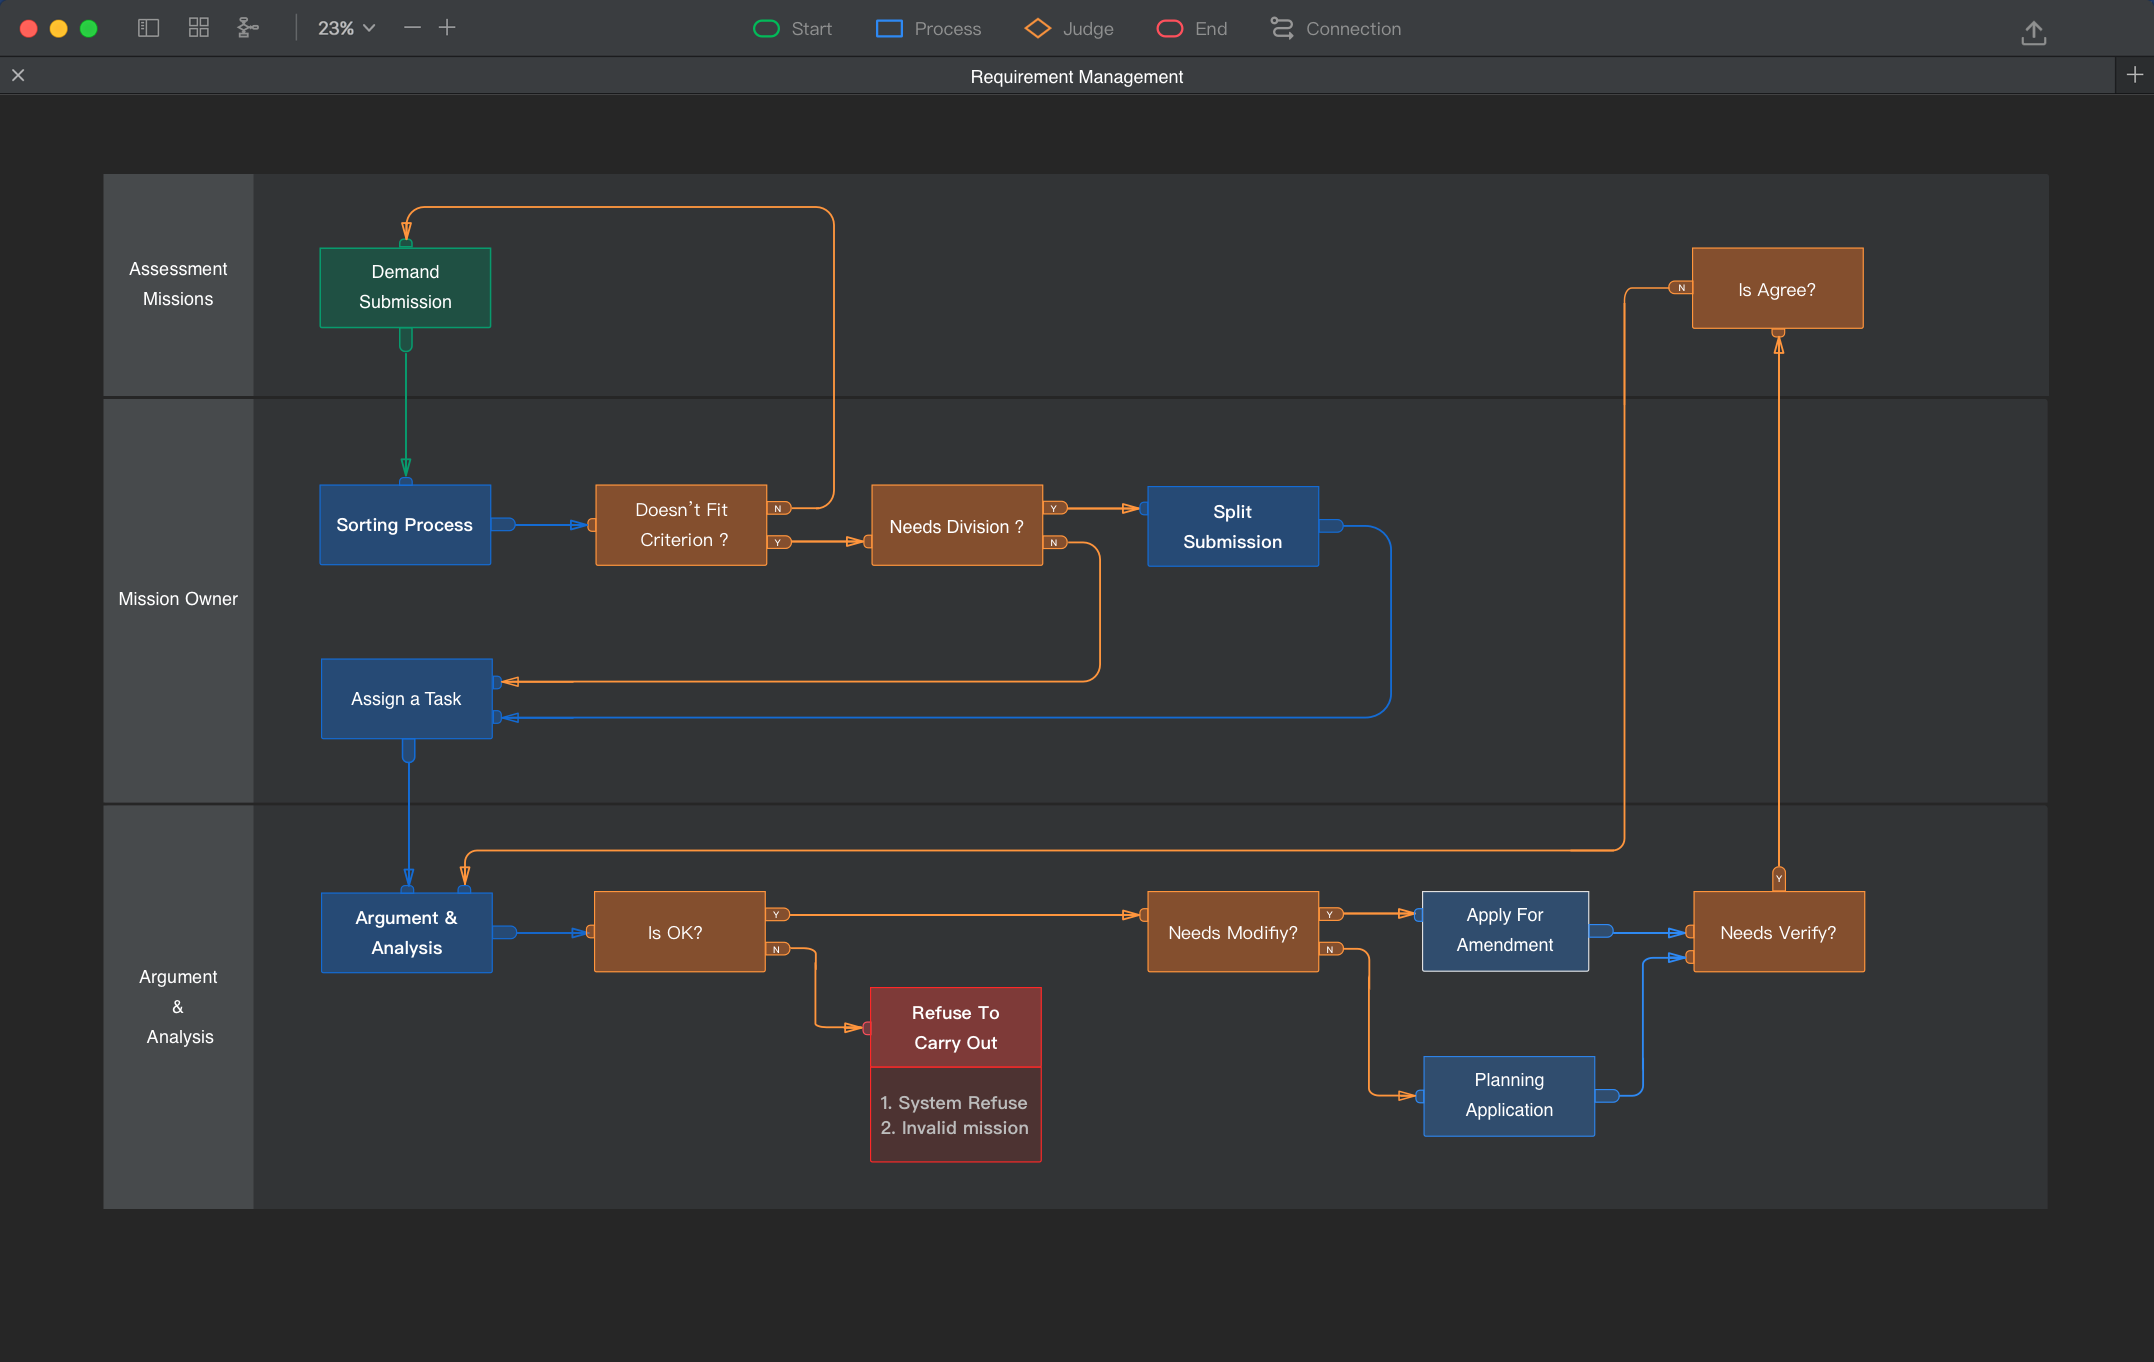 23%
Start
Process
Judge
End
Connection
Requirement Management
Assessment
Missions
Demand
Submission
N
Is Agree?
Mission Owner
Sorting Process
Doesn't Fit
Criterion ?
N
Y
Needs Division ?
Y
N
Split
Submission
Assign a Task
Argument
&
Analysis
Argument &
Analysis
Is OK?
Y
N
Refuse To
Carry Out
1. System Refuse
2. Invalid mission
Needs Modifiy?
Y
N
Apply For
Amendment
Planning
Application
Y
Needs Verify?